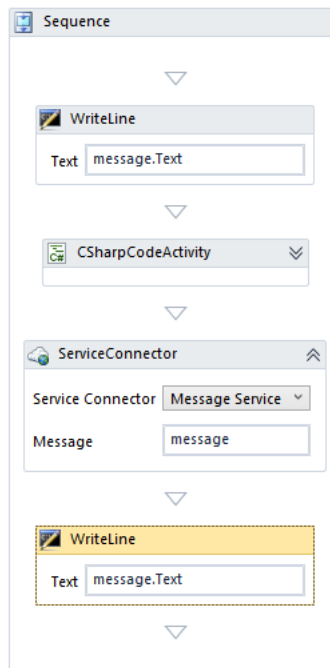 Sequence
WriteLine
Text message.Text
C# CSharpCodeActivity
ServiceConnector
Service Connector Message Service
Message message
WriteLine
Text message.Text